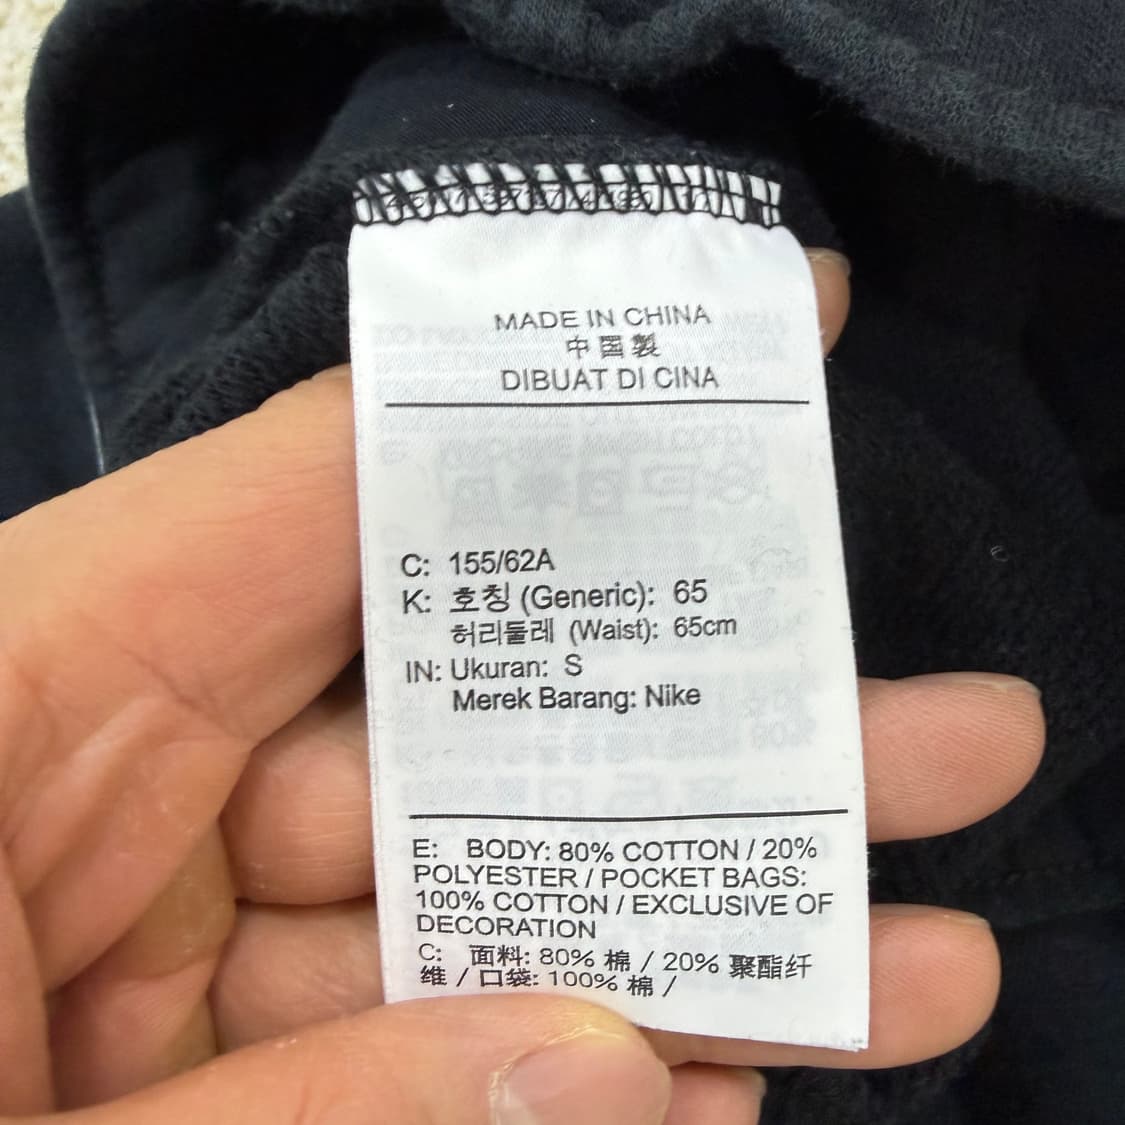 MADE IN CHINA
中国製
DIBUAT DI CINA
C: 155/62A
K: 호칭 (Generic): 65
허리둘레 (Waist): 65cm
IN: Ukuran: S
Merek Barang: Nike
E: BODY: 80% COTTON / 20%
POLYESTER / POCKET BAGS:
100% COTTON / EXCLUSIVE OF
DECORATION
C: 面料: 80% 棉 / 20% 聚酯纤
维 / 口袋: 100% 棉 /